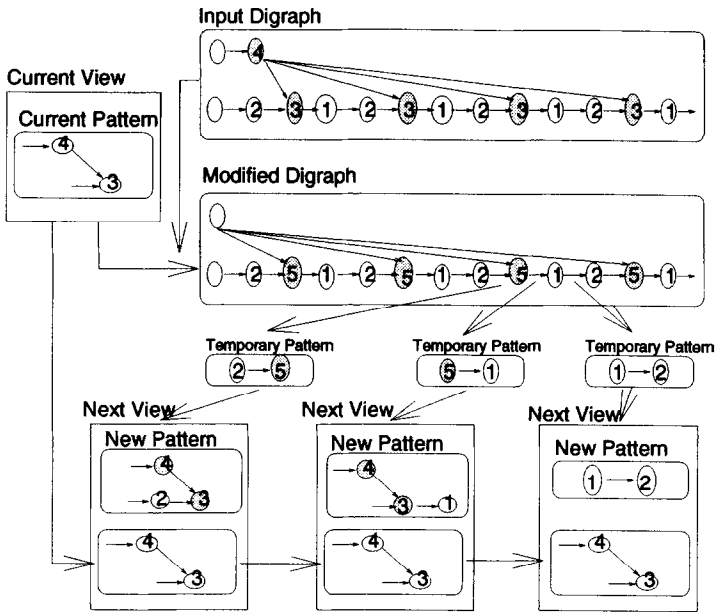 Input Digraph
4
Current View
Current Pattern
4
3
2 3 1 2 3 1 2 3 1 2 3 1
Modified Digraph
2 5 1 2 5 1 2 5 1 2 5 1
Temporary Pattern
2 5
Temporary Pattern
5 1
Temporary Pattern
1 2
Next View
New Pattern
4
2 3
4
3
Next View
New Pattern
4
3 1
4
3
Next View
New Pattern
1 2
4
3